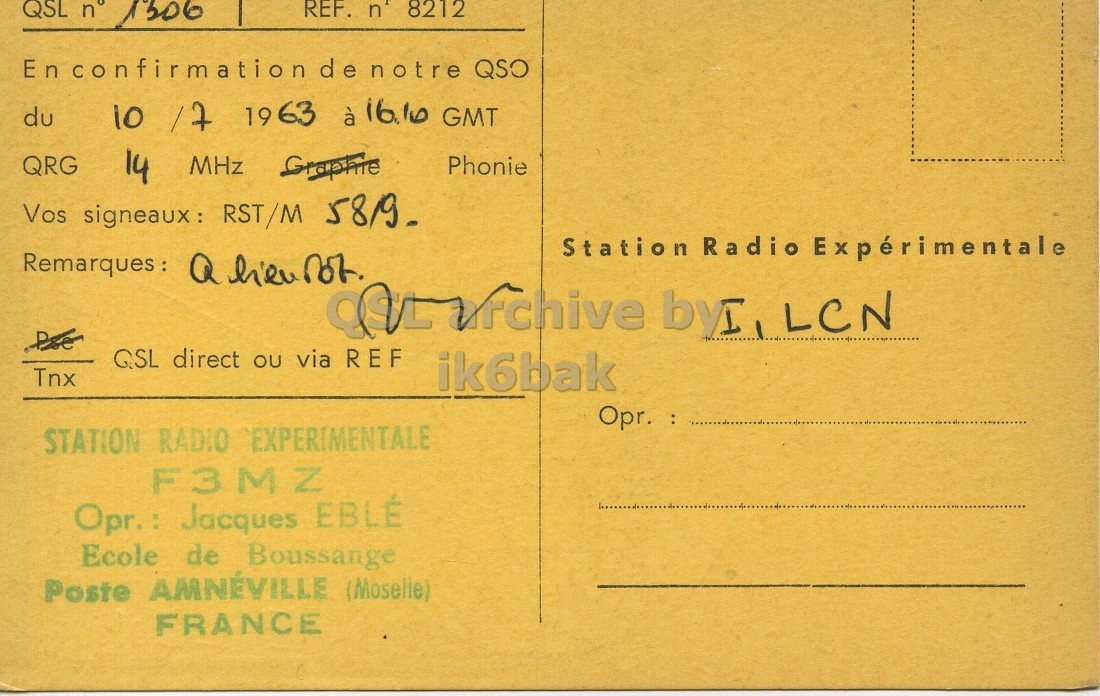 QSL n° 1306 REF. n° 8212
En confirmation de notre QSO
du 10 / 7 1963 à 16.10 GMT
QRG 14 MHz Graphie Phonie
Vos signeaux : RST/M 58/9.
Remarques : A bientôt.
Pse
Tnx
QSL direct ou via REF
STATION RADIO EXPERIMENTALE
F3MZ
Opr. : Jacques EBLÉ
Ecole de Boussange
Poste AMNÉVILLE (Moselle)
FRANCE
Station Radio Expérimentale
I1 LCN
Opr. :
QSL archive by
ik6bak